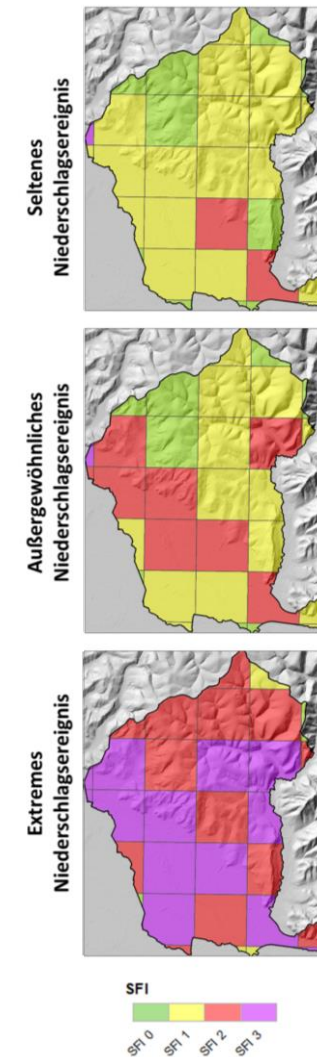 Seltenes
Niederschlagsereignis
Außergewöhnliches
Niederschlagsereignis
Extremes
Niederschlagsereignis
SFI
SFI 0
SFI 1
SFI 2
SFI 3